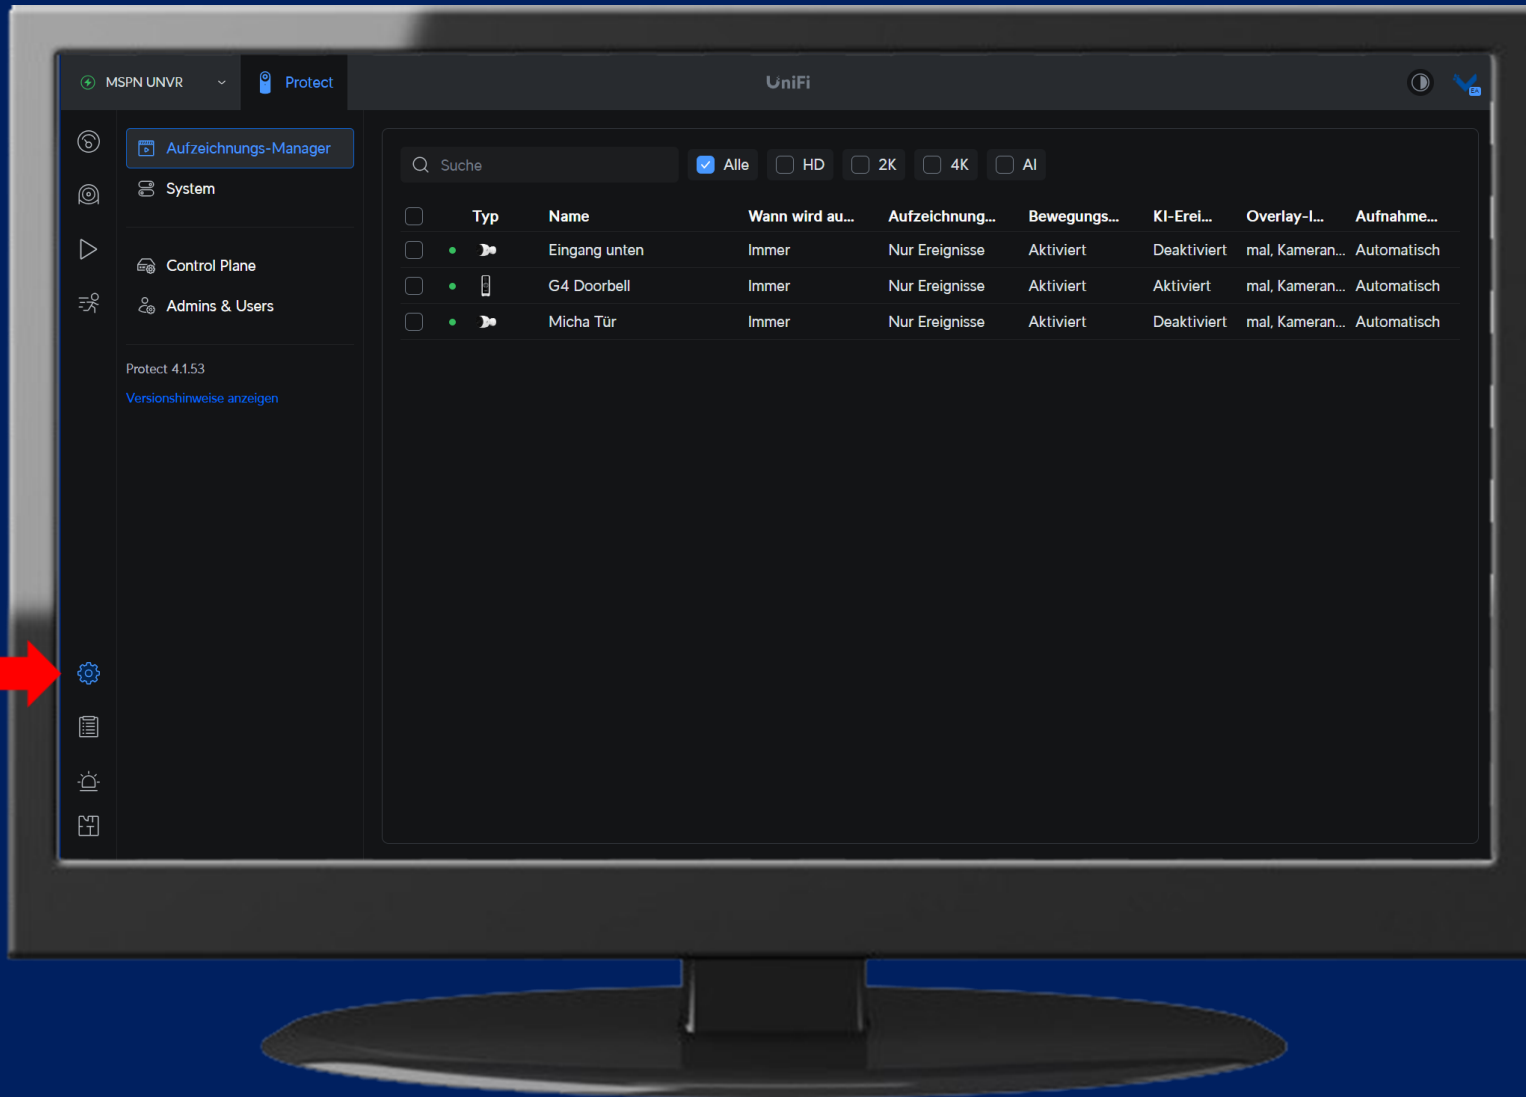 MSPN UNVR Protect UniFi EA
Aufzeichnungs-Manager
System
Control Plane
Admins & Users
Protect 4.1.53
Versionshinweise anzeigen
Suche Alle HD 2K 4K AI
Typ Name Wann wird au... Aufzeichnung... Bewegungs... KI-Erei... Overlay-I... Aufnahme...
Eingang unten Immer Nur Ereignisse Aktiviert Deaktiviert mal, Kameran... Automatisch
G4 Doorbell Immer Nur Ereignisse Aktiviert Aktiviert mal, Kameran... Automatisch
Micha Tür Immer Nur Ereignisse Aktiviert Deaktiviert mal, Kameran... Automatisch